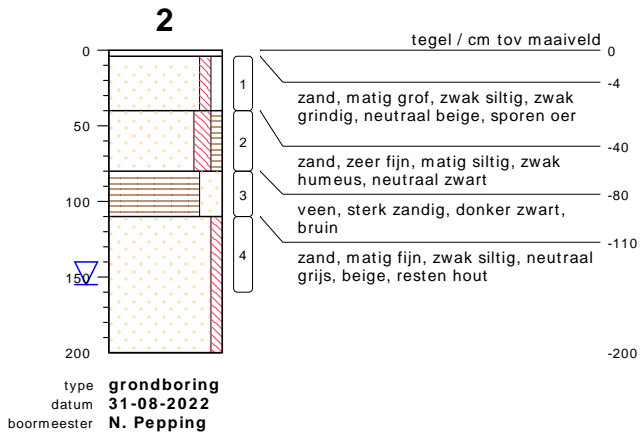 2
tegel / cm tov maaiveld
0
0
-4
1
zand, matig grof, zwak siltig, zwak
grindig, neutraal beige, sporen oer
50
2
-40
zand, zeer fijn, matig siltig, zwak
humeus, neutraal zwart
-80
100
3
veen, sterk zandig, donker zwart,
bruin
-110
4
zand, matig fijn, zwak siltig, neutraal
grijs, beige, resten hout
150
200
-200
type grondboring
datum 31-08-2022
boormeester N. Pepping